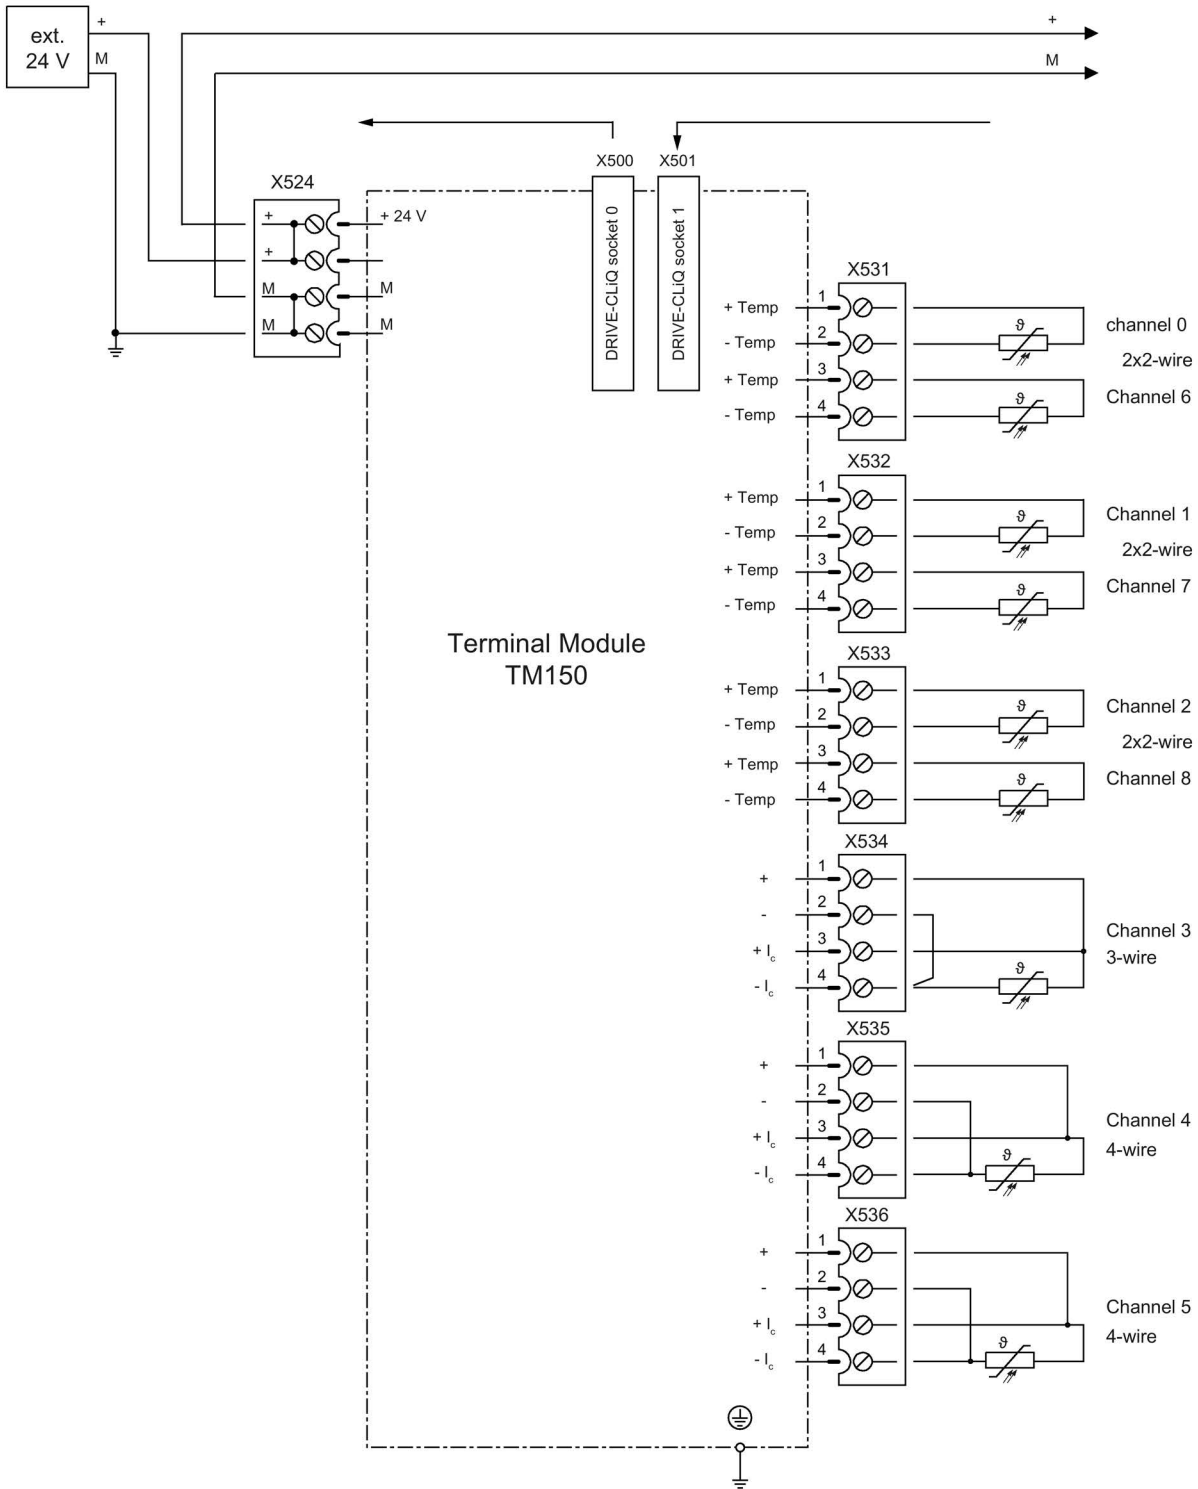 ext.
24 V
+
M
+
M
X524
+
+
M
M
+ 24 V
M
M
X500
X501
DRIVE-CLiQ socket 0
DRIVE-CLiQ socket 1
Terminal Module
TM150
X531
+ Temp 1
- Temp 2
+ Temp 3
- Temp 4
ϑ
ϑ
channel 0
2x2-wire
Channel 6
X532
+ Temp 1
- Temp 2
+ Temp 3
- Temp 4
ϑ
ϑ
Channel 1
2x2-wire
Channel 7
X533
+ Temp 1
- Temp 2
+ Temp 3
- Temp 4
ϑ
ϑ
Channel 2
2x2-wire
Channel 8
X534
+ 1
- 2
+ Ic 3
- Ic 4
ϑ
Channel 3
3-wire
X535
+ 1
- 2
+ Ic 3
- Ic 4
ϑ
Channel 4
4-wire
X536
+ 1
- 2
+ Ic 3
- Ic 4
ϑ
Channel 5
4-wire